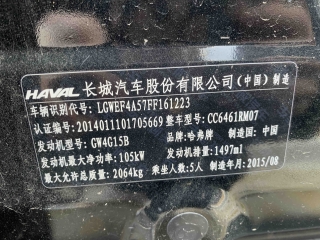 HAVAL 长城汽车股份有限公司（中国）制造
车辆识别代号：LGWEF4A57FF161223
认证编号：2014011101705669 整车型号：CC6461RM07
发动机型号：GW4G15B 品牌：哈弗牌 制造国：中国
发动机最大净功率：105kW 发动机排量：1497ml
最大允许总质量：2064kg 乘坐人数：5人 制造年月：2015/08